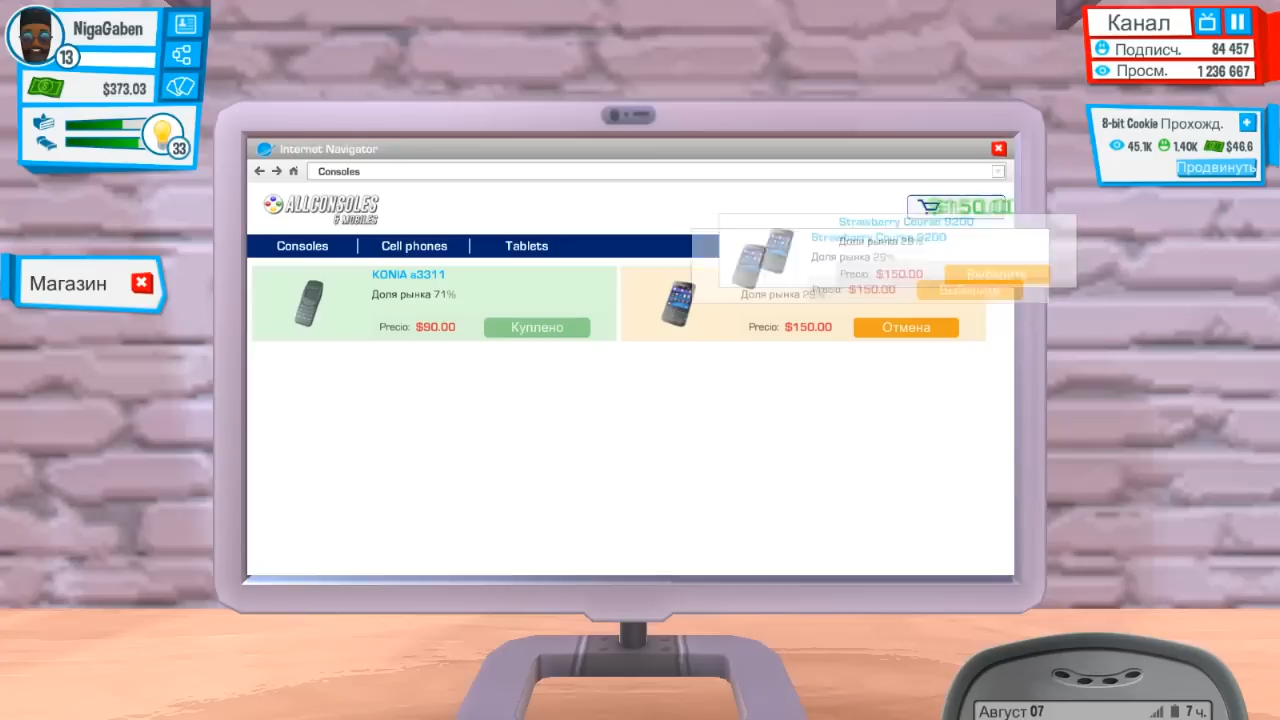 NigaGaben
13
$373.03
33
Канал
Подписч. 84 457
Просм. 1 236 667
8-bit Cookie Прохожд.
45.1K 1.40K $46.6
Продвинуть
Магазин
Internet Navigator
Consoles
ALLCONSOLES
& MOBILES
Consoles
Cell phones
Tablets
Strawberry Courao 9200
Доля рынка 29%
Precio: $150.00
Выберите
KONIA a3311
Доля рынка 71%
Precio: $90.00
Куплено
Доля рынка 29%
Precio: $150.00
Отмена
Август 07
7 ч.